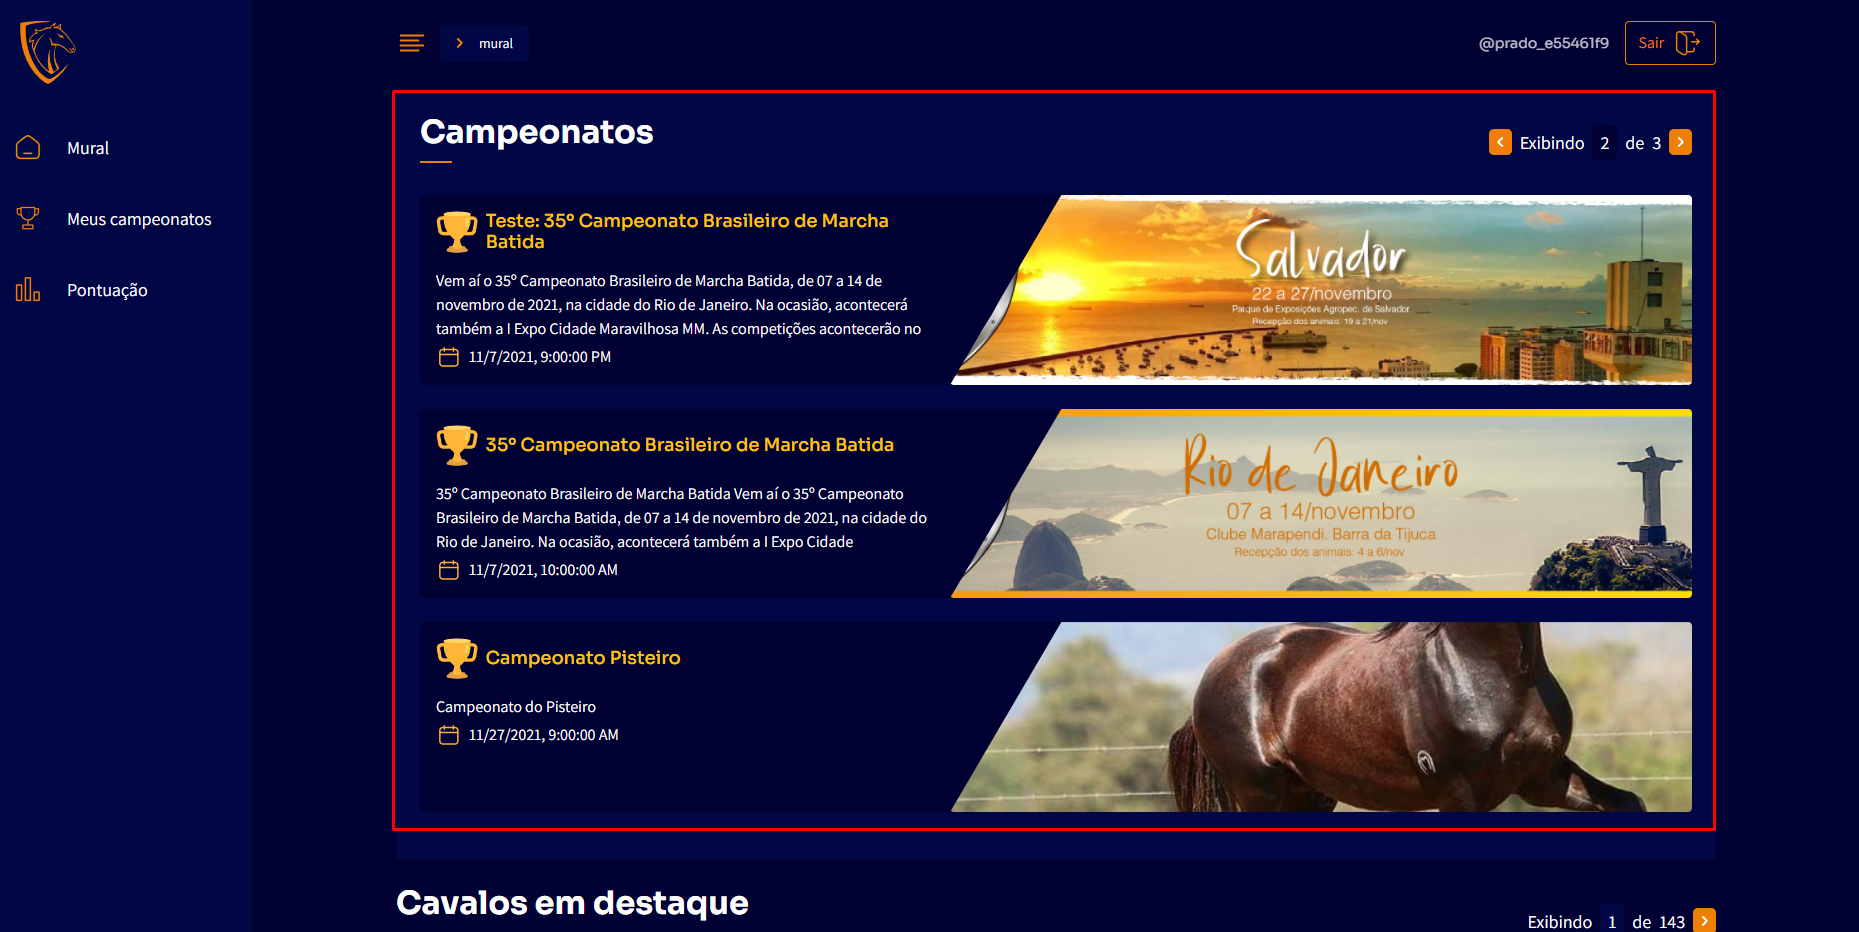 mural
@prado_e55461f9
Sair
Mural
Meus campeonatos
Pontuação
Campeonatos
Exibindo 2 de 3
Teste: 35º Campeonato Brasileiro de Marcha
Batida
Vem aí o 35º Campeonato Brasileiro de Marcha Batida, de 07 a 14 de
novembro de 2021, na cidade do Rio de Janeiro. Na ocasião, acontecerá
também a I Expo Cidade Maravilhosa MM. As competições acontecerão no
11/7/2021, 9:00:00 PM
Salvador
22 a 27/novembro
Parque de Exposições Agropec. de Salvador
Recepção dos animais: 19 a 21/nov
35º Campeonato Brasileiro de Marcha Batida
35º Campeonato Brasileiro de Marcha Batida Vem aí o 35º Campeonato
Brasileiro de Marcha Batida, de 07 a 14 de novembro de 2021, na cidade do
Rio de Janeiro. Na ocasião, acontecerá também a I Expo Cidade
11/7/2021, 10:00:00 AM
Rio de Janeiro
07 a 14/novembro
Clube Marapendi. Barra da Tijuca
Recepção dos animais: 4 a 6/nov
Campeonato Pisteiro
Campeonato do Pisteiro
11/27/2021, 9:00:00 AM
Cavalos em destaque
Exibindo 1 de 143